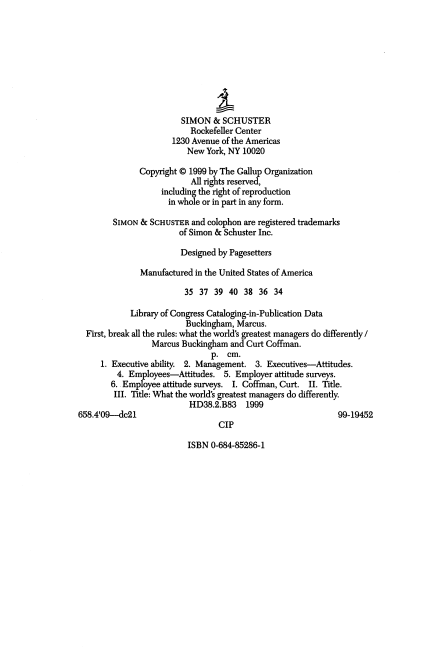 SIMON & SCHUSTER
Rockefeller Center
1230 Avenue of the Americas
New York, NY 10020
Copyright © 1999 by The Gallup Organization
All rights reserved,
including the right of reproduction
in whole or in part in any form.
SIMON & SCHUSTER and colophon are registered trademarks
of Simon & Schuster Inc.
Designed by Pagesetters
Manufactured in the United States of America
35 37 39 40 38 36 34
Library of Congress Cataloging-in-Publication Data
Buckingham, Marcus.
First, break all the rules: what the world's greatest managers do differently /
Marcus Buckingham and Curt Coffman.
p. cm.
1. Executive ability. 2. Management. 3. Executives—Attitudes.
4. Employees—Attitudes. 5. Employer attitude surveys.
6. Employee attitude surveys. I. Coffman, Curt. II. Title.
III. Title: What the world's greatest managers do differently.
HD38.2.B83 1999
658.4'09—dc21 99-19452
CIP
ISBN 0-684-85286-1